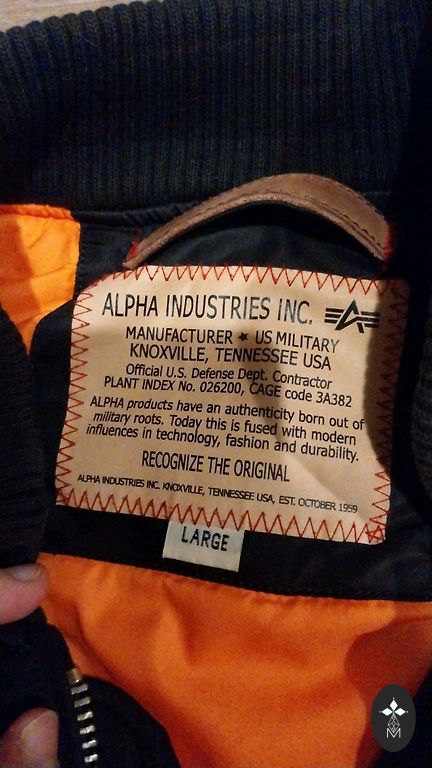 ALPHA INDUSTRIES INC.
MANUFACTURER ★ US MILITARY
KNOXVILLE, TENNESSEE USA
Official U.S. Defense Dept. Contractor
PLANT INDEX No. 026200, CAGE code 3A382
ALPHA products have an authenticity born out of
military roots. Today this is fused with modern
influences in technology, fashion and durability.
RECOGNIZE THE ORIGINAL
ALPHA INDUSTRIES INC. KNOXVILLE, TENNESSEE USA, EST. OCTOBER 1959
LARGE
M